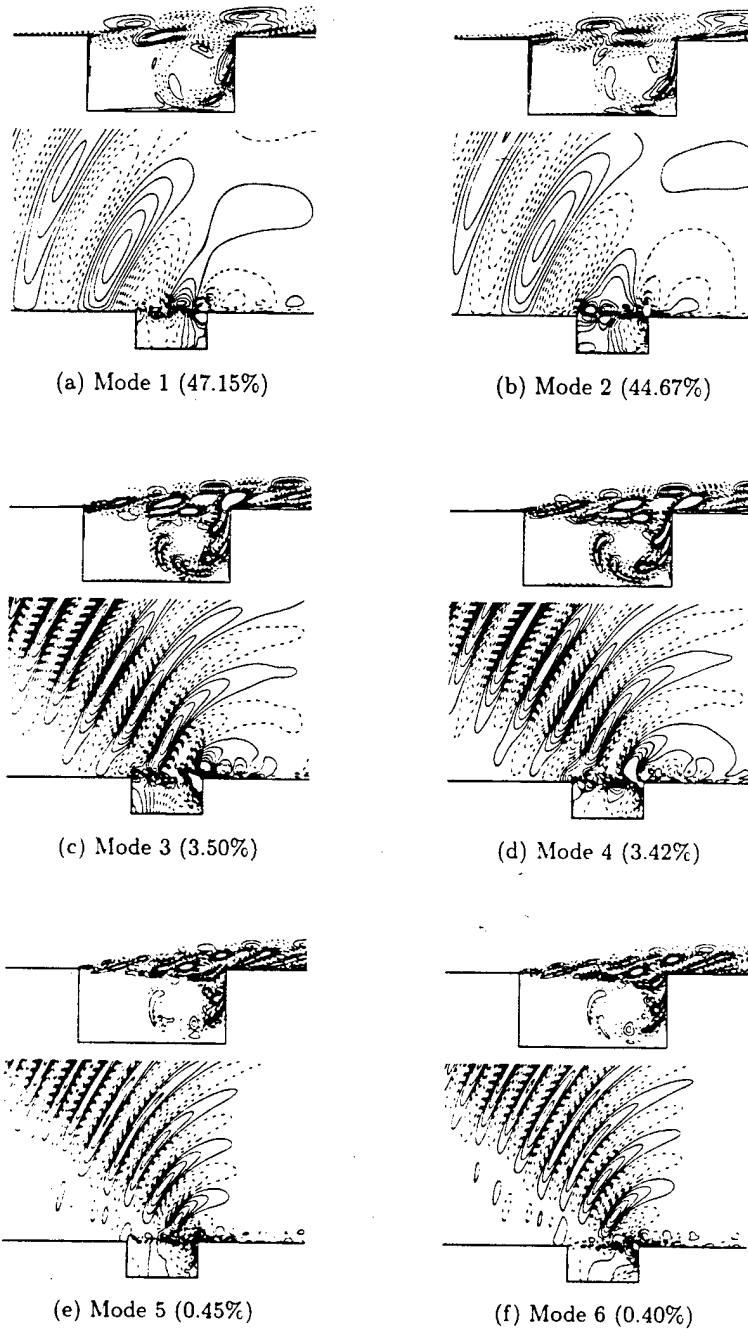 (a) Mode 1 (47.15%)
(b) Mode 2 (44.67%)
(c) Mode 3 (3.50%)
(d) Mode 4 (3.42%)
(e) Mode 5 (0.45%)
(f) Mode 6 (0.40%)